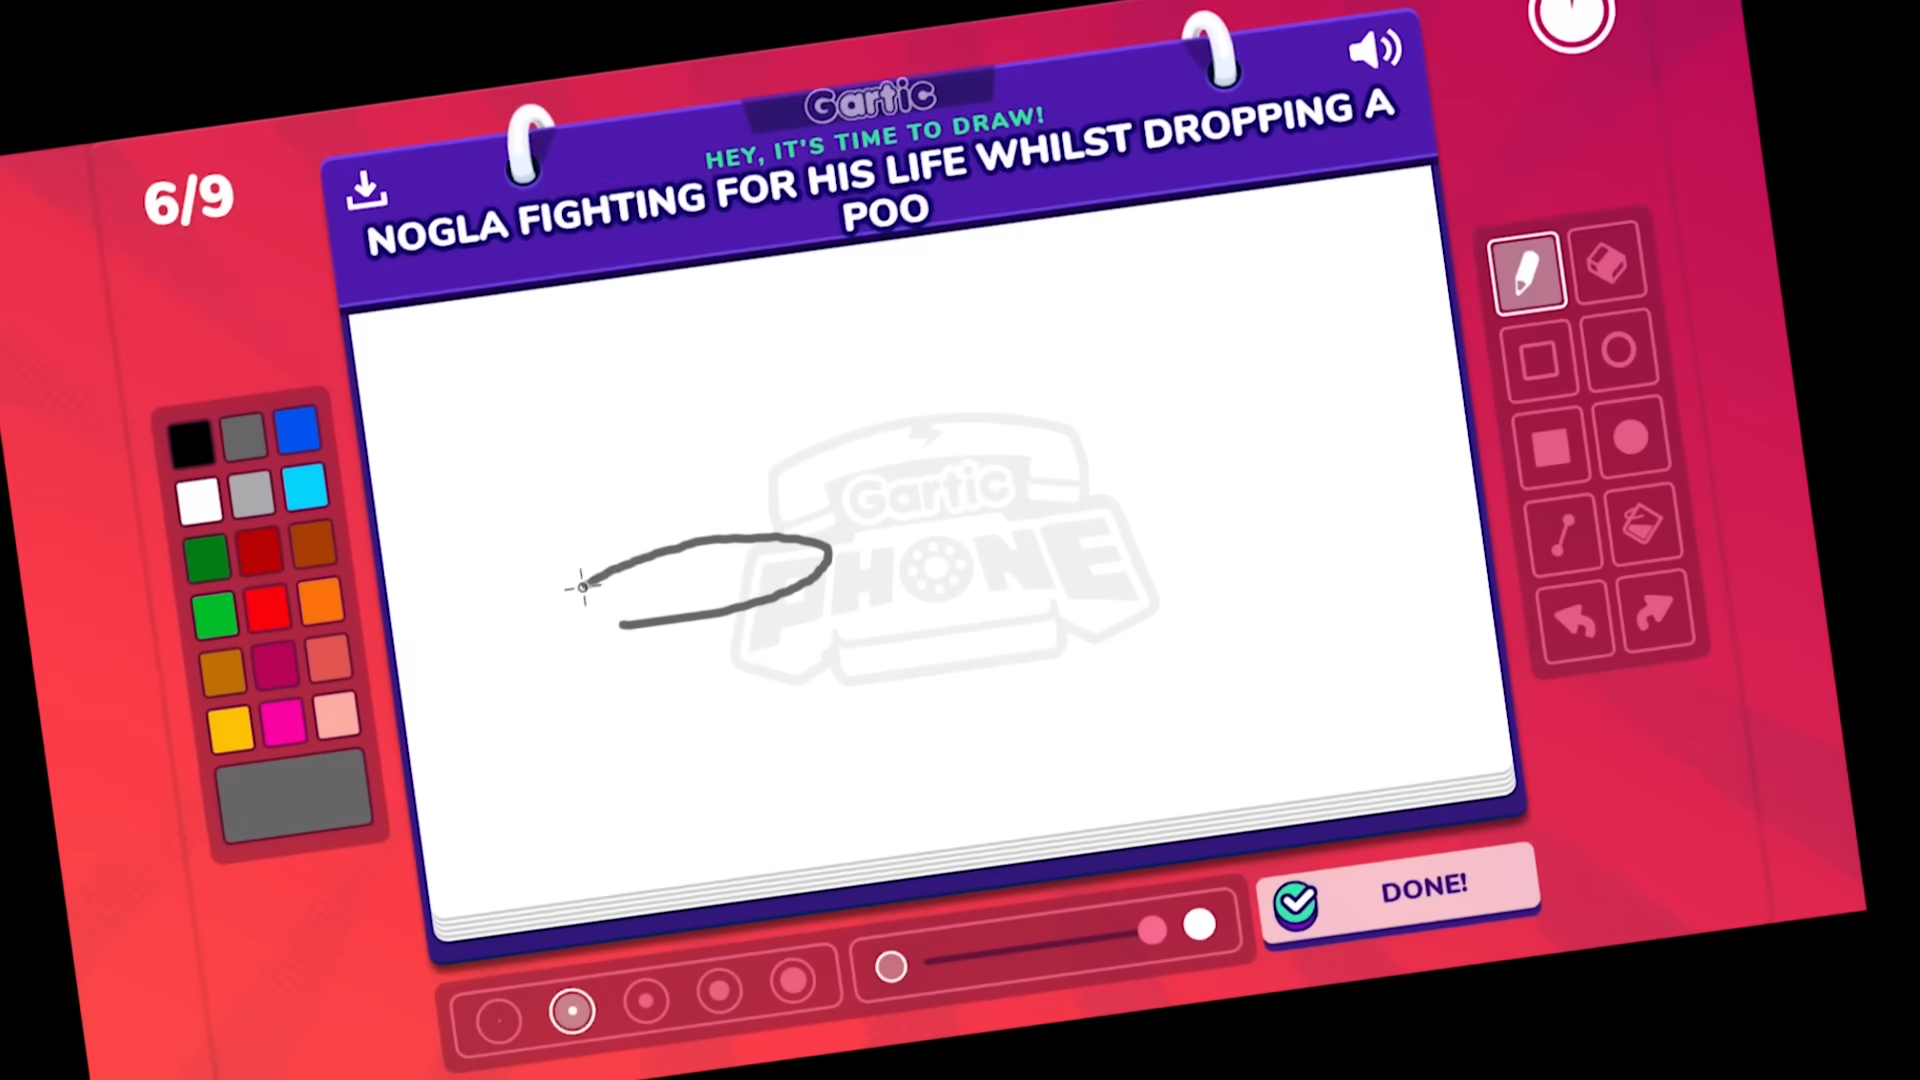 6/9
Gartic
HEY, IT'S TIME TO DRAW!
NOGLA FIGHTING FOR HIS LIFE WHILST DROPPING A
POO
Gartic
PHONE
DONE!